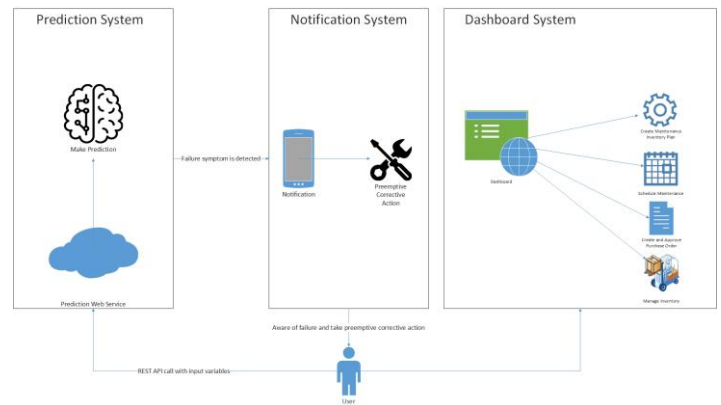 Prediction System
Notification System
Dashboard System
Make Prediction
Failure symptom is detected
Notification
Preemptive
Corrective
Action
Dashboard
Create Maintenance
Inventory Plan
Schedule Maintenance
Create and Approve
Purchase Order
Manage Inventory
Prediction Web Service
Aware of failure and take preemptive corrective action
REST API call with input variables
User